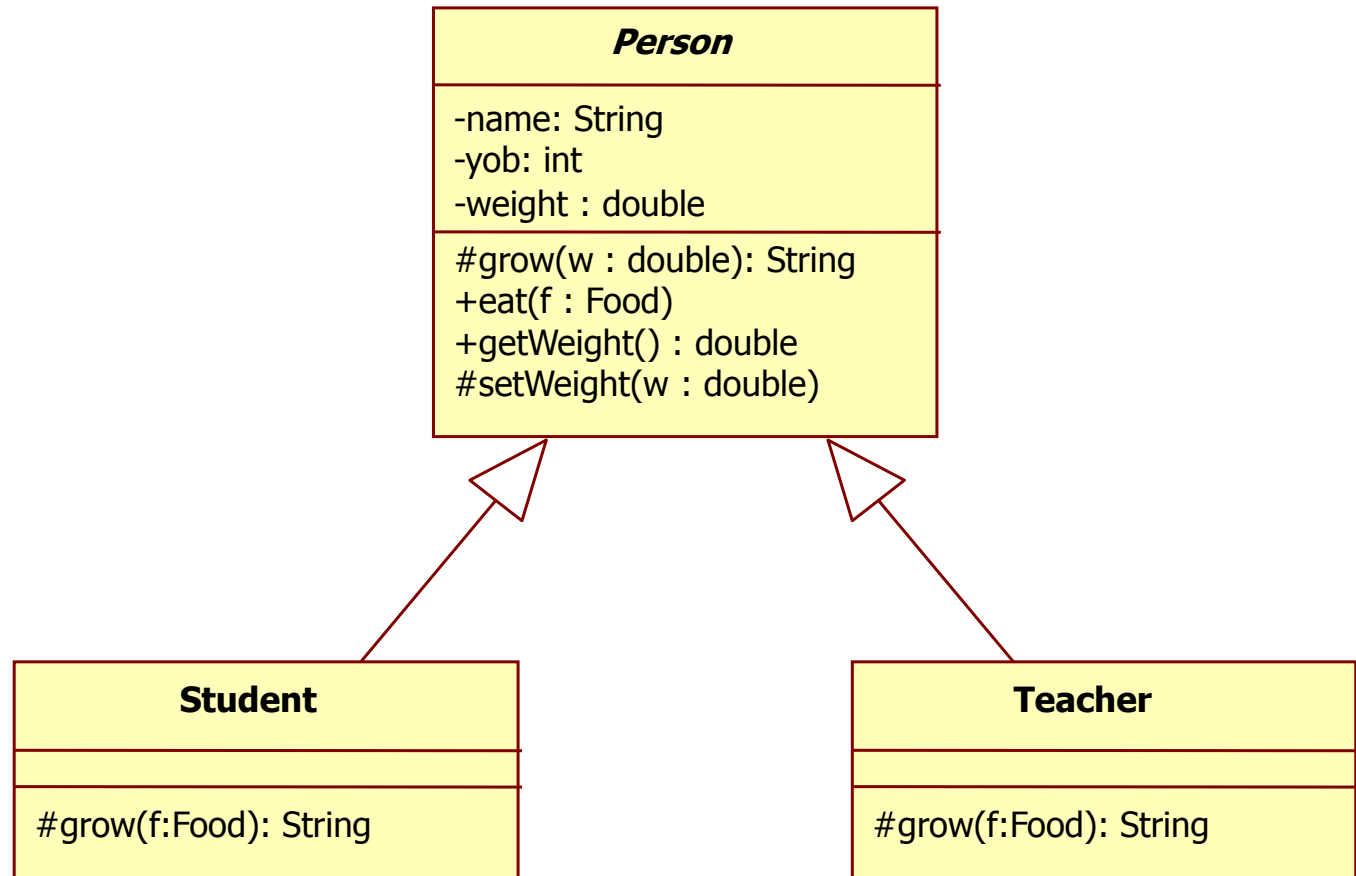 Person
-name: String
-yob: int
-weight : double
#grow(w : double): String
+eat(f : Food)
+getWeight() : double
#setWeight(w : double)
Student
#grow(f:Food): String
Teacher
#grow(f:Food): String